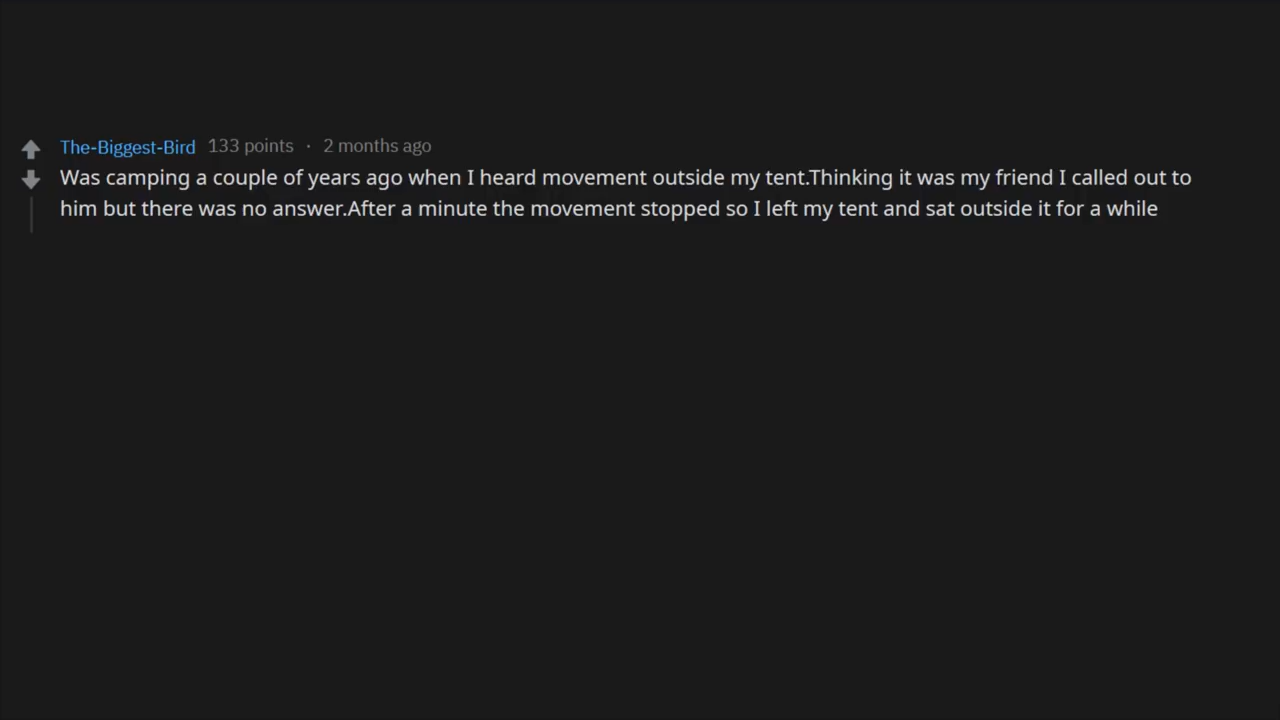 The-Biggest-Bird 133 points · 2 months ago
Was camping a couple of years ago when I heard movement outside my tent.Thinking it was my friend I called out to
him but there was no answer.After a minute the movement stopped so I left my tent and sat outside it for a while